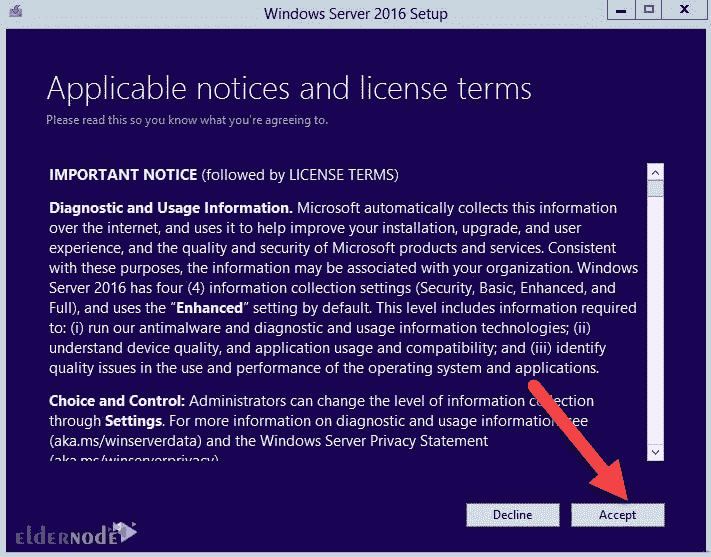 Windows Server 2016 Setup
Applicable notices and license terms
Please read this so you know what you're agreeing to.
IMPORTANT NOTICE (followed by LICENSE TERMS)
Diagnostic and Usage Information. Microsoft automatically collects this information
over the internet, and uses it to help improve your installation, upgrade, and user
experience, and the quality and security of Microsoft products and services. Consistent
with these purposes, the information may be associated with your organization. Windows
Server 2016 has four (4) information collection settings (Security, Basic, Enhanced, and
Full), and uses the “Enhanced” setting by default. This level includes information required
to: (i) run our antimalware and diagnostic and usage information technologies; (ii)
understand device quality, and application usage and compatibility; and (iii) identify
quality issues in the use and performance of the operating system and applications.
Choice and Control: Administrators can change the level of information collection
through Settings. For more information on diagnostic and usage information see
(aka.ms/winserverdata) and the Windows Server Privacy Statement
(aka.ms/winserverprivacy)
Decline
Accept
eldernode